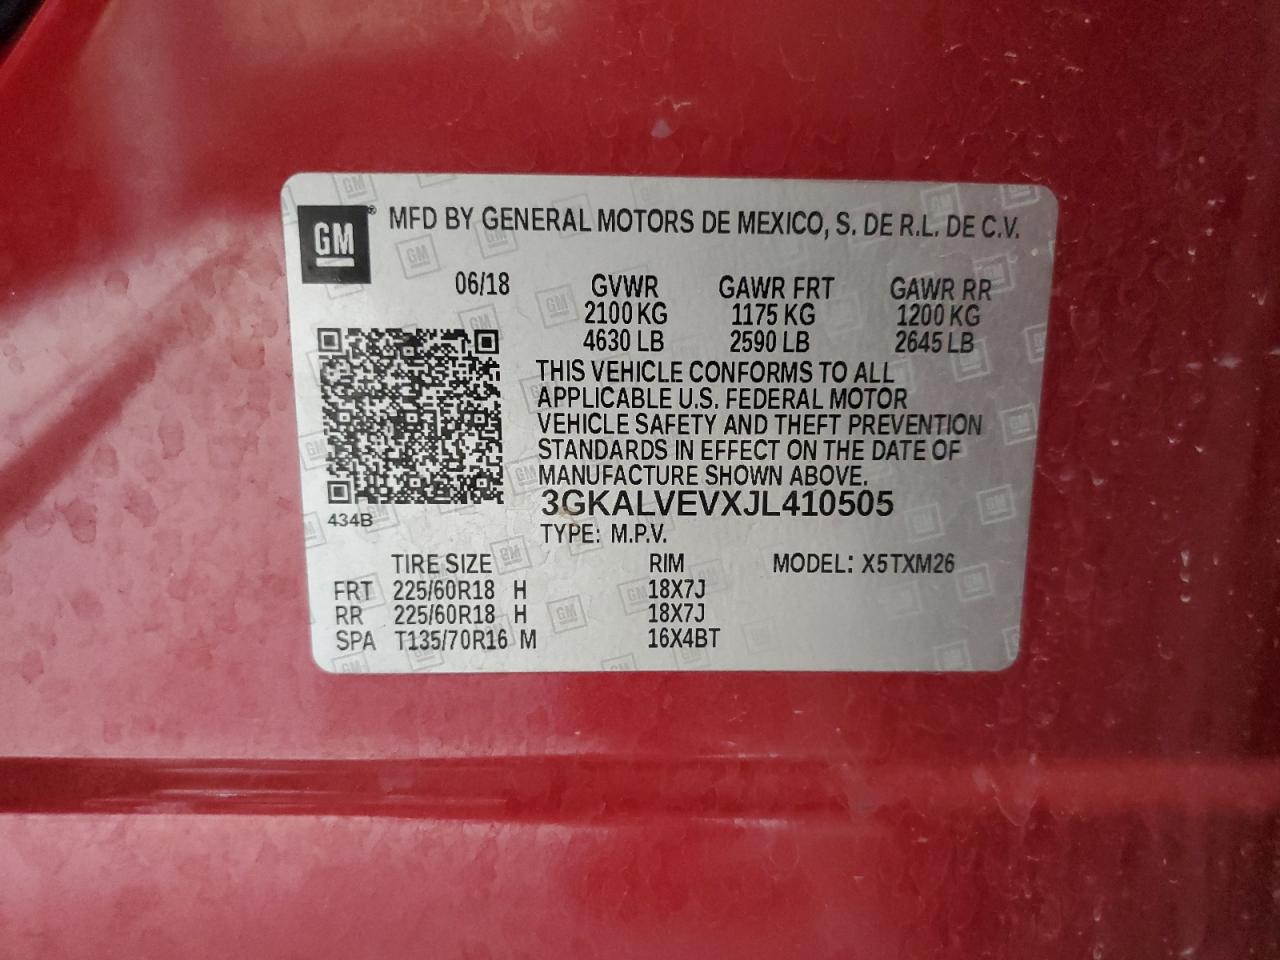 GM ® MFD BY GENERAL MOTORS DE MEXICO, S. DE R.L. DE C.V.
06/18 GVWR GAWR FRT GAWR RR
2100 KG 1175 KG 1200 KG
4630 LB 2590 LB 2645 LB
THIS VEHICLE CONFORMS TO ALL
APPLICABLE U.S. FEDERAL MOTOR
VEHICLE SAFETY AND THEFT PREVENTION
STANDARDS IN EFFECT ON THE DATE OF
MANUFACTURE SHOWN ABOVE.
3GKALVEVXJL410505
434B
TYPE: M.P.V.
TIRE SIZE RIM MODEL: X5TXM26
FRT 225/60R18 H 18X7J
RR 225/60R18 H 18X7J
SPA T135/70R16 M 16X4BT